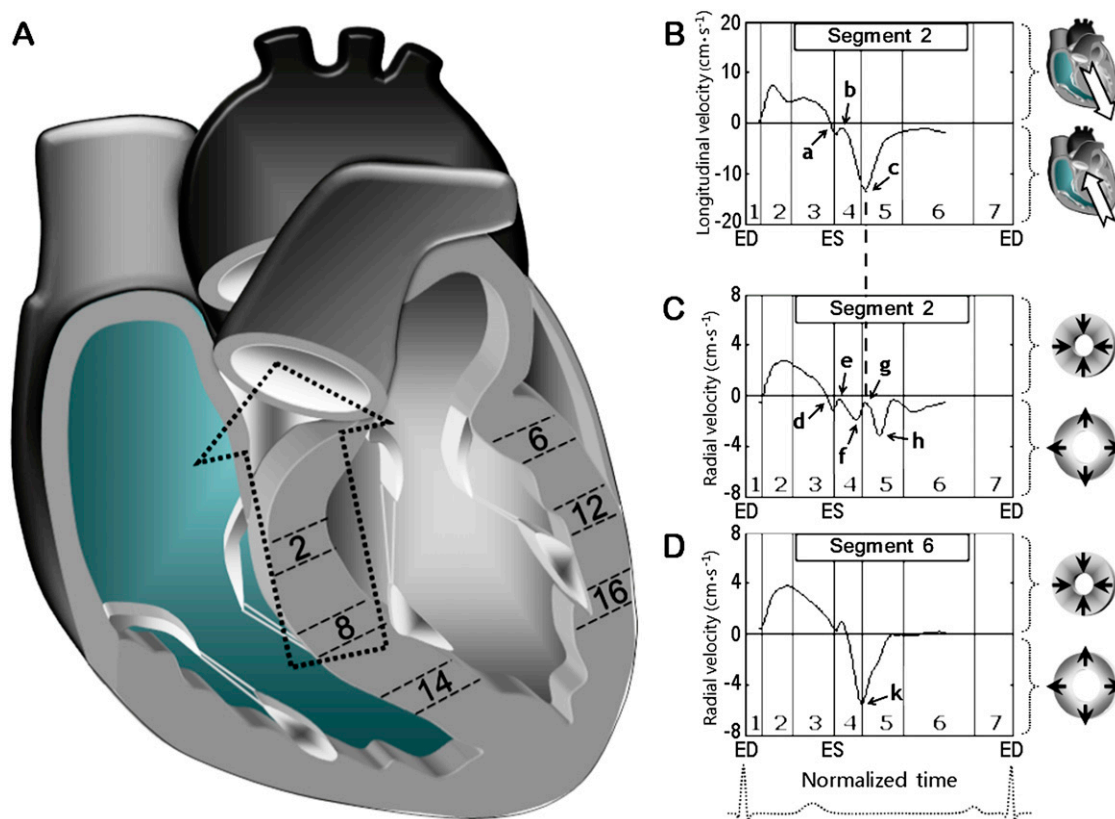 A
2
8
14
6
12
16
B
Segment 2
Longitudinal velocity (cm·s⁻¹)
20
10
0
-10
-20
a
b
c
1 2 3 4 5 6 7
ED ES ED
C
Segment 2
Radial velocity (cm·s⁻¹)
8
4
0
-4
-8
d
e
f
g
h
1 2 3 4 5 6 7
ED ES ED
D
Segment 6
Radial velocity (cm·s⁻¹)
8
4
0
-4
-8
k
1 2 3 4 5 6 7
ED ES ED
Normalized time